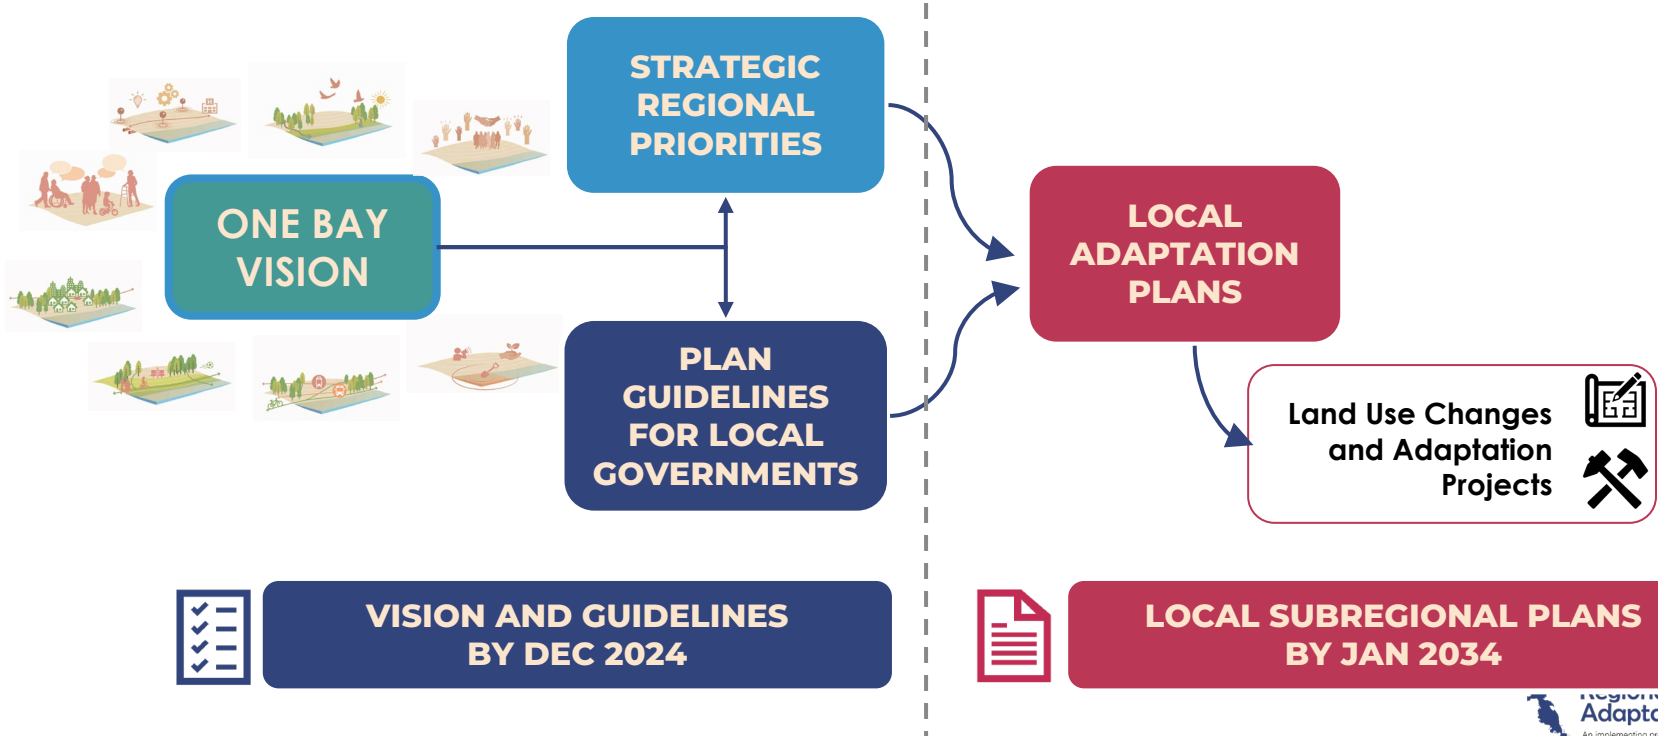 STRATEGIC
REGIONAL
PRIORITIES
ONE BAY
VISION
PLAN
GUIDELINES
FOR LOCAL
GOVERNMENTS
LOCAL
ADAPTATION
PLANS
Land Use Changes
and Adaptation
Projects
VISION AND GUIDELINES
BY DEC 2024
LOCAL SUBREGIONAL PLANS
BY JAN 2034